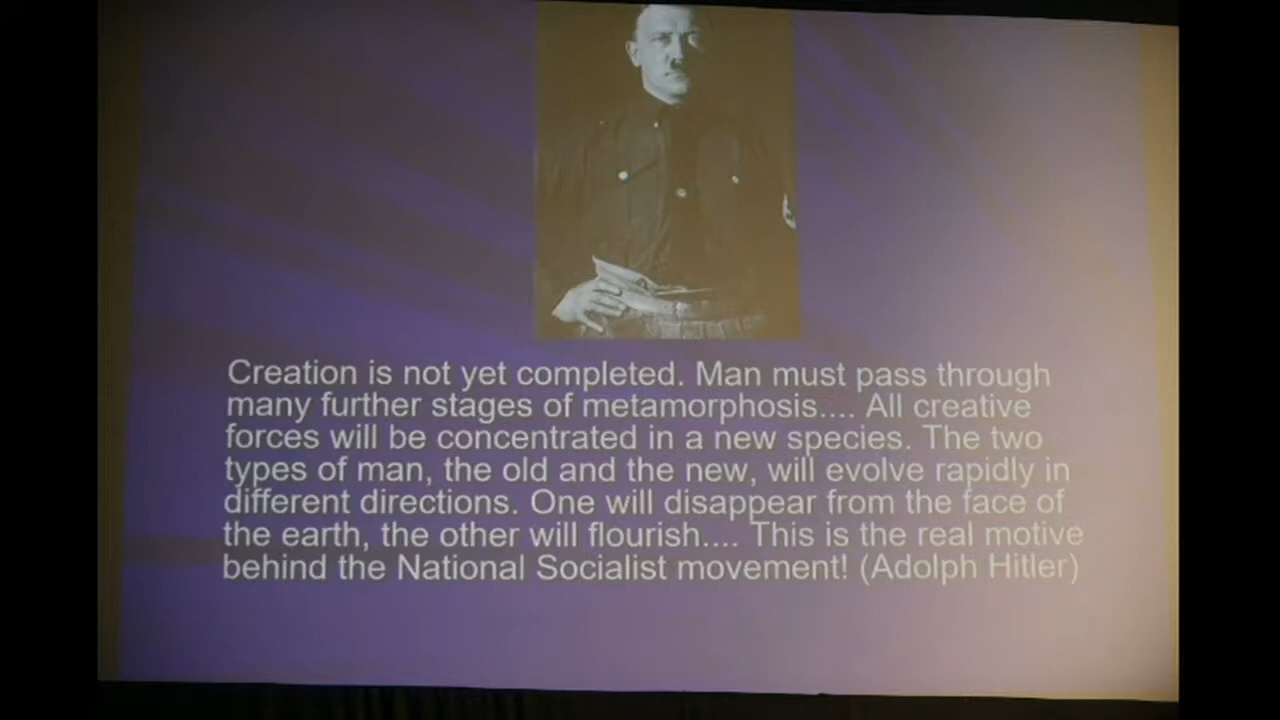 Creation is not yet completed. Man must pass through
many further stages of metamorphosis.... All creative
forces will be concentrated in a new species. The two
types of man, the old and the new, will evolve rapidly in
different directions. One will disappear from the face of
the earth, the other will flourish.... This is the real motive
behind the National Socialist movement! (Adolph Hitler)